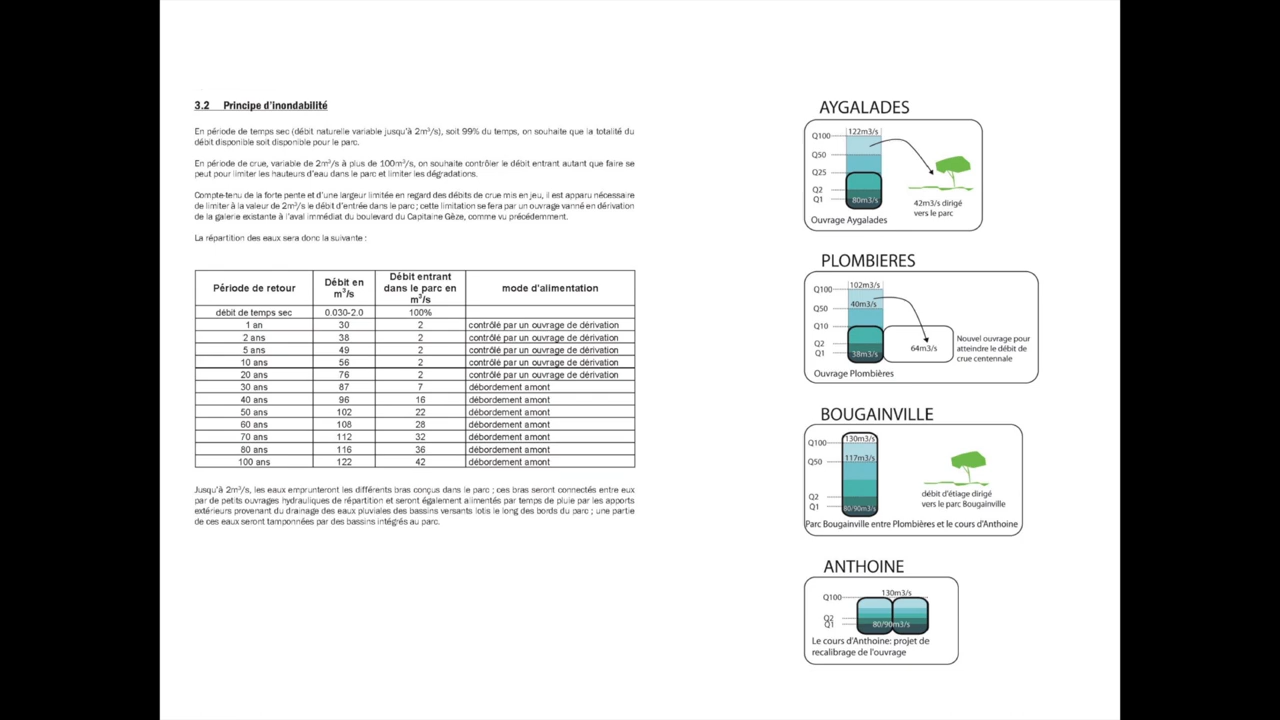 3.2 Principe d'inondabilité
En période de temps sec (débit naturelle variable jusqu'à 2m³/s), soit 99% du temps, on souhaite que la totalité du
débit disponible soit disponible pour le parc.
En période de crue, variable de 2m³/s à plus de 100m³/s, on souhaite contrôler le débit entrant autant que faire se
peut pour limiter les hauteurs d'eau dans le parc et limiter les dégradations.
Compte-tenu de la forte pente et d'une largeur limitée en regard des débits de crue mis en jeu, il est apparu nécessaire
de limiter à la valeur de 2m³/s le débit d'entrée dans le parc ; cette limitation se fera par un ouvrage vanné en dérivation
de la galerie existante à l'aval immédiat du boulevard du Capitaine Gèze, comme vu précédemment.
La répartition des eaux sera donc la suivante :
Période de retour | Débit en m³/s | Débit entrant dans le parc en m³/s | mode d'alimentation
débit de temps sec | 0.030-2.0 | 100%
1 an | 30 | 2 | contrôlé par un ouvrage de dérivation
2 ans | 38 | 2 | contrôlé par un ouvrage de dérivation
5 ans | 49 | 2 | contrôlé par un ouvrage de dérivation
10 ans | 56 | 2 | contrôlé par un ouvrage de dérivation
20 ans | 76 | 2 | contrôlé par un ouvrage de dérivation
30 ans | 87 | 7 | débordement amont
40 ans | 96 | 16 | débordement amont
50 ans | 102 | 22 | débordement amont
60 ans | 108 | 28 | débordement amont
70 ans | 112 | 32 | débordement amont
80 ans | 116 | 36 | débordement amont
100 ans | 122 | 42 | débordement amont
Jusqu'à 2m³/s, les eaux emprunteront les différents bras conçus dans le parc ; ces bras seront connectés entre eux
par de petits ouvrages hydrauliques de répartition et seront également alimentés par temps de pluie par les apports
extérieurs provenant du drainage des eaux pluviales des bassins versants lotis le long des bords du parc ; une partie
de ces eaux seront tamponnées par des bassins intégrés au parc.
AYGALADES
122m3/s
Q100
Q50
Q25
Q2
Q1
80m3/s
42m3/s dirigé
vers le parc
Ouvrage Aygalades
PLOMBIERES
102m3/s
Q100
40m3/s
Q50
Q10
Q2
Q1
38m3/s
64m3/s
Nouvel ouvrage pour
atteindre le débit de
crue centennale
Ouvrage Plombières
BOUGAINVILLE
130m3/s
Q100
117m3/s
Q50
Q2
Q1
80/90m3/s
débit d'étiage dirigé
vers le parc Bougainville
Parc Bougainville entre Plombières et le cours d'Anthoine
ANTHOINE
130m3/s
Q100
Q2
Q1
80/90m3/s
Le cours d'Anthoine: projet de
recalibrage de l'ouvrage